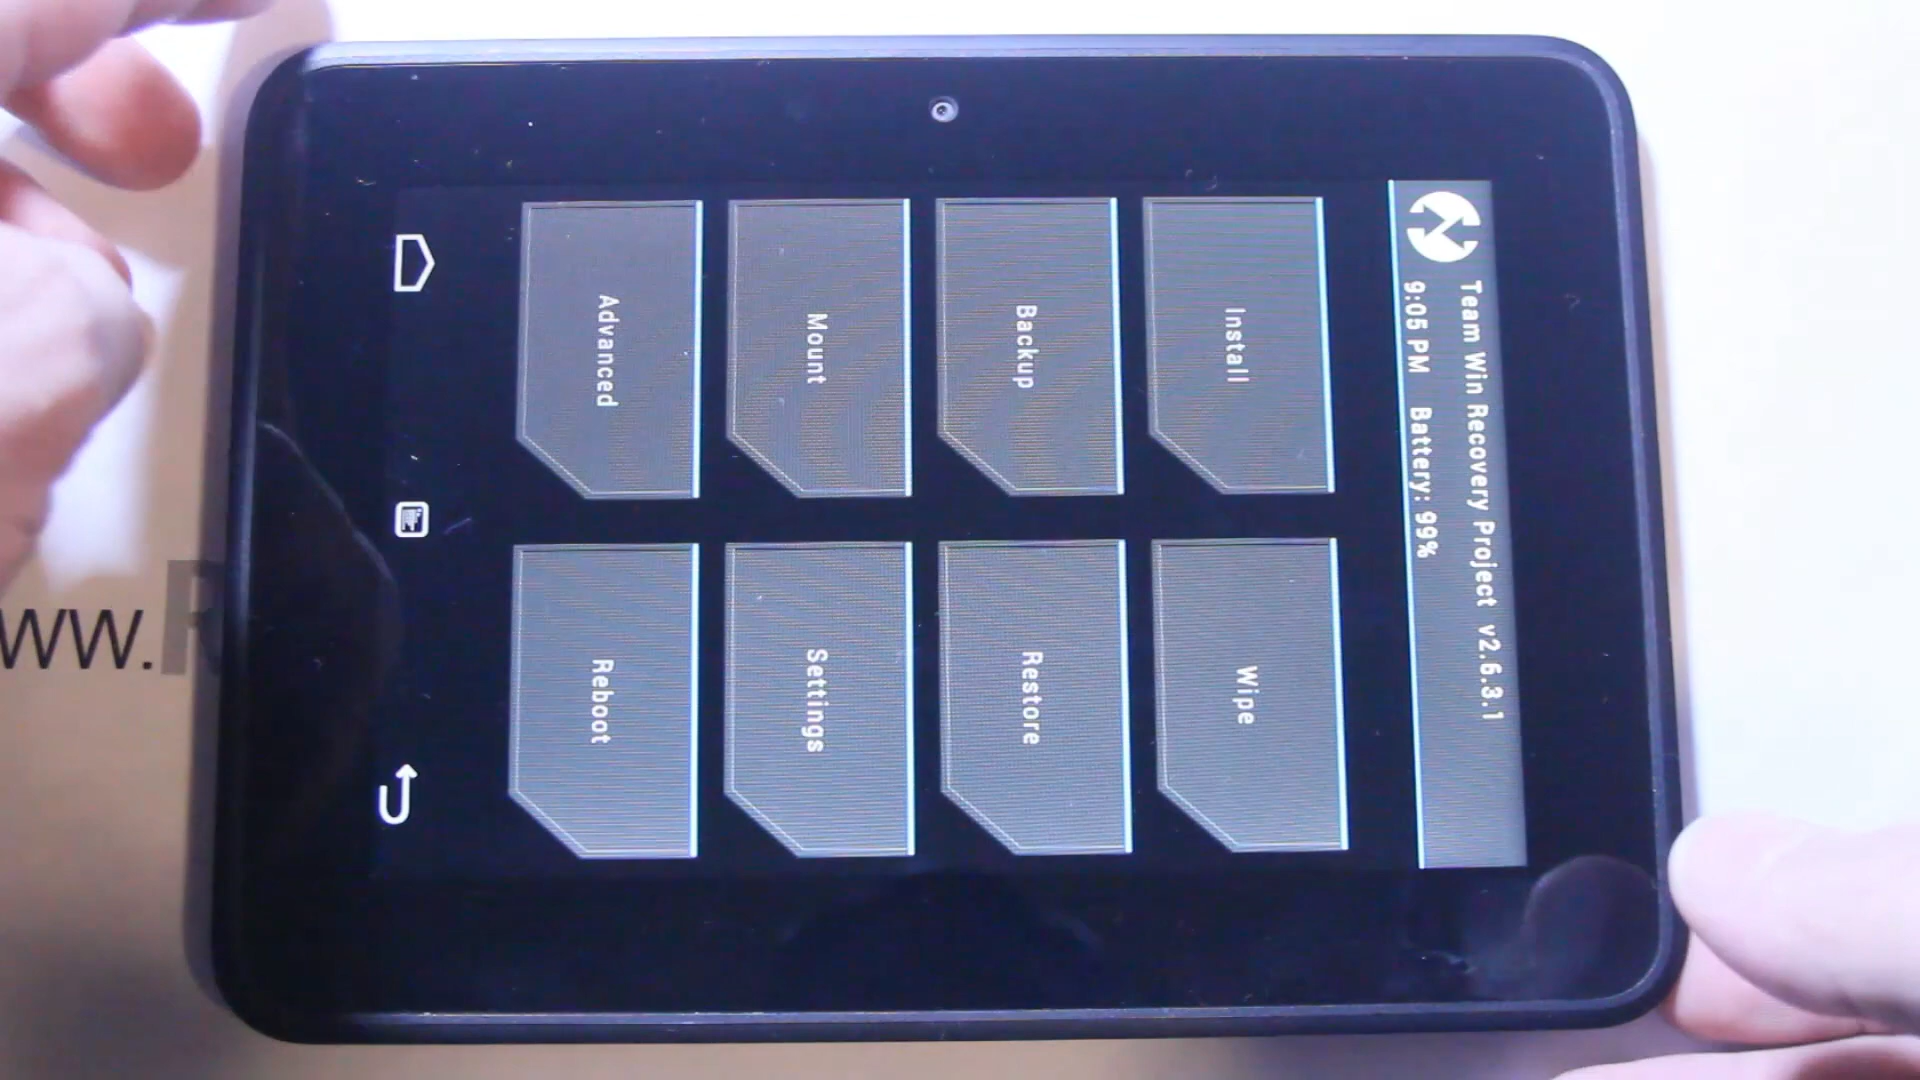 Team Win Recovery Project v2.6.3.1
9:05 PM Battery: 99%
Install
Wipe
Backup
Restore
Mount
Settings
Advanced
Reboot
ww.